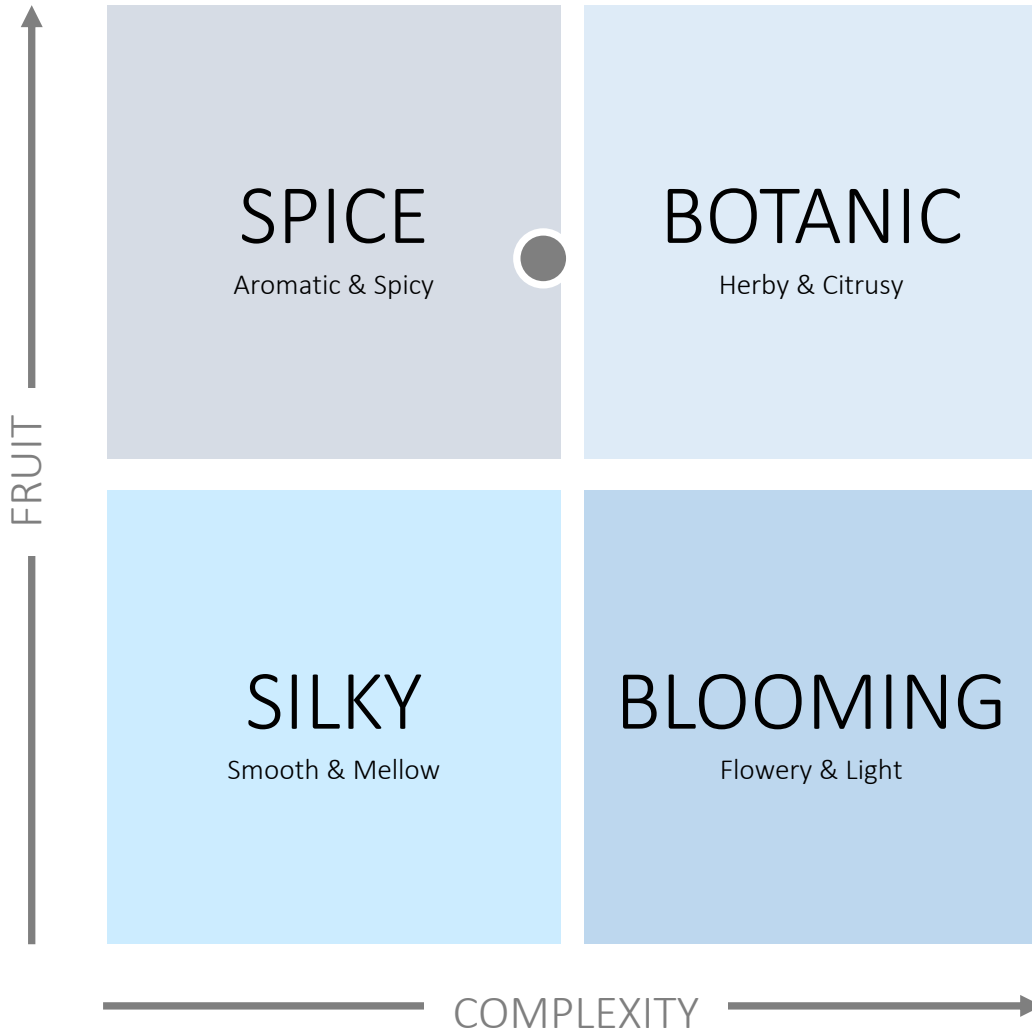 SPICE
Aromatic & Spicy
BOTANIC
Herby & Citrusy
FRUIT
SILKY
Smooth & Mellow
BLOOMING
Flowery & Light
COMPLEXITY